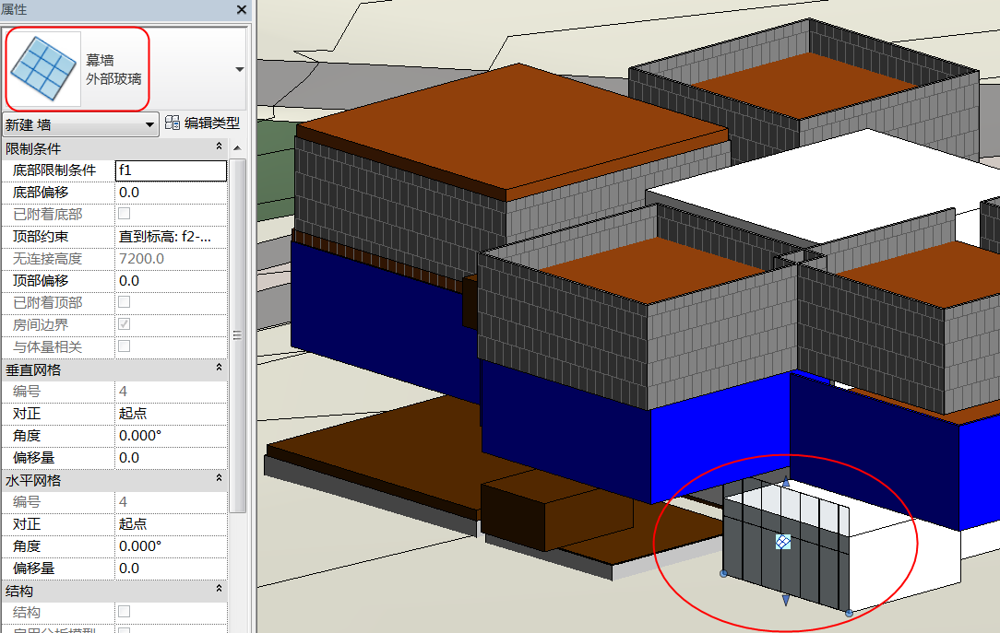 属性
幕墙
外部玻璃
新建 墙
编辑类型
限制条件
底部限制条件 f1
底部偏移 0.0
已附着底部
顶部约束 直到标高: f2-...
无连接高度 7200.0
顶部偏移 0.0
已附着顶部
房间边界
与体量相关
垂直网格
编号 4
对正 起点
角度 0.000°
偏移量 0.0
水平网格
编号 4
对正 起点
角度 0.000°
偏移量 0.0
结构
结构